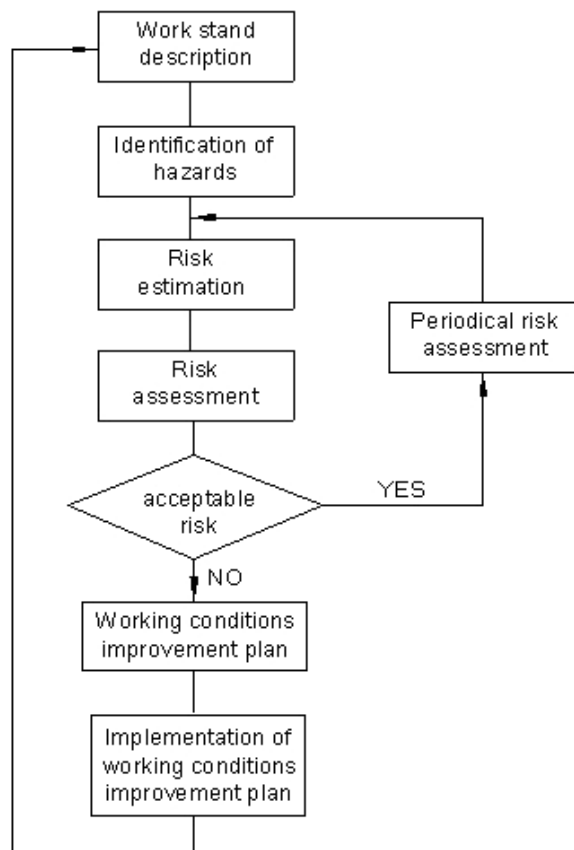 Work stand
description
Identification of
hazards
Risk
estimation
Periodical risk
assessment
Risk
assessment
acceptable
risk
YES
NO
Working conditions
improvement plan
Implementation of
working conditions
improvement plan